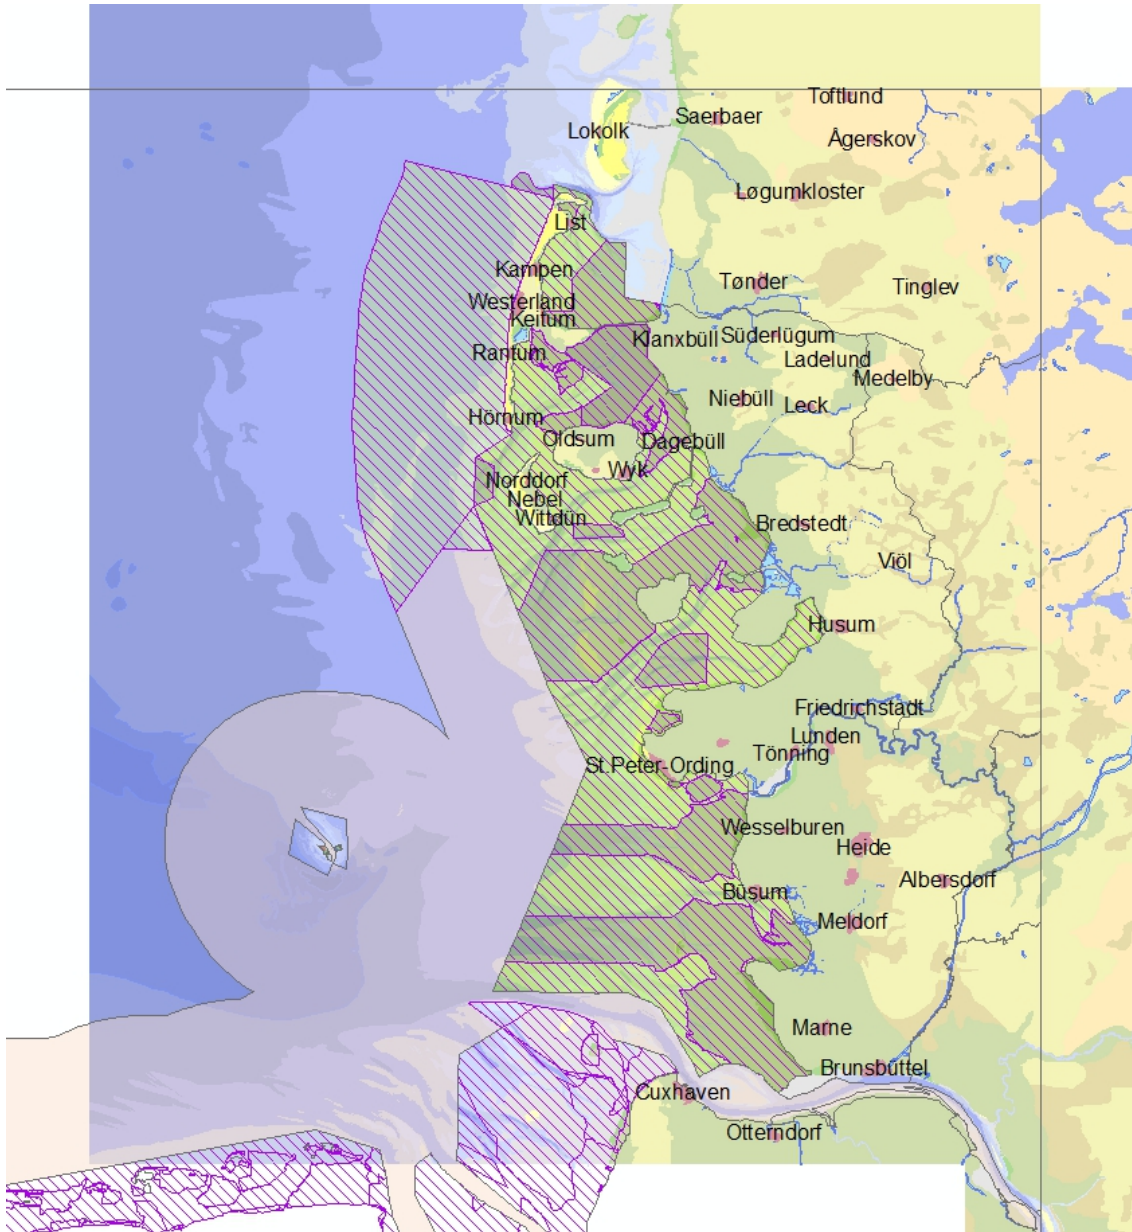 Toftlund
Saerbaer
Lokolk
Ågerskov
Løgumkloster
List
Kampen
Tønder
Tinglev
Westerland
Keitum
Klanxbüll
Süderlügum
Rantum
Ladelund
Medelby
Niebüll
Leck
Hörnum
Oldsum
Dagebüll
Wyk
Norddorf
Nebel
Wittdün
Bredstedt
Viöl
Husum
Friedrichstadt
Lunden
Tönning
St.Peter-Ording
Wesselburen
Heide
Albersdorf
Büsum
Meldorf
Marne
Brunsbüttel
Cuxhaven
Otterndorf